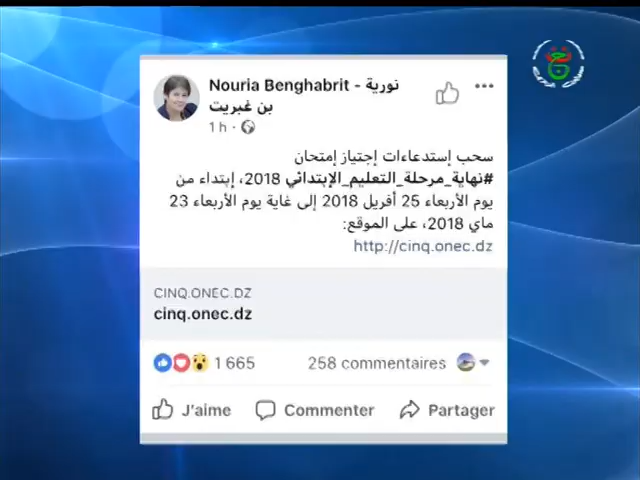 Nouria Benghabrit - نورية
بن غبريت
1 h ·
سحب إستدعاءات إجتياز إمتحان
#نهاية_مرحلة_التعليم_الإبتدائي 2018، إبتداء من
يوم الأربعاء 25 أفريل 2018 إلى غاية يوم الأربعاء 23
ماي 2018، على الموقع:
http://cinq.onec.dz
CINQ.ONEC.DZ
cinq.onec.dz
1 665
258 commentaires
J'aime
Commenter
Partager